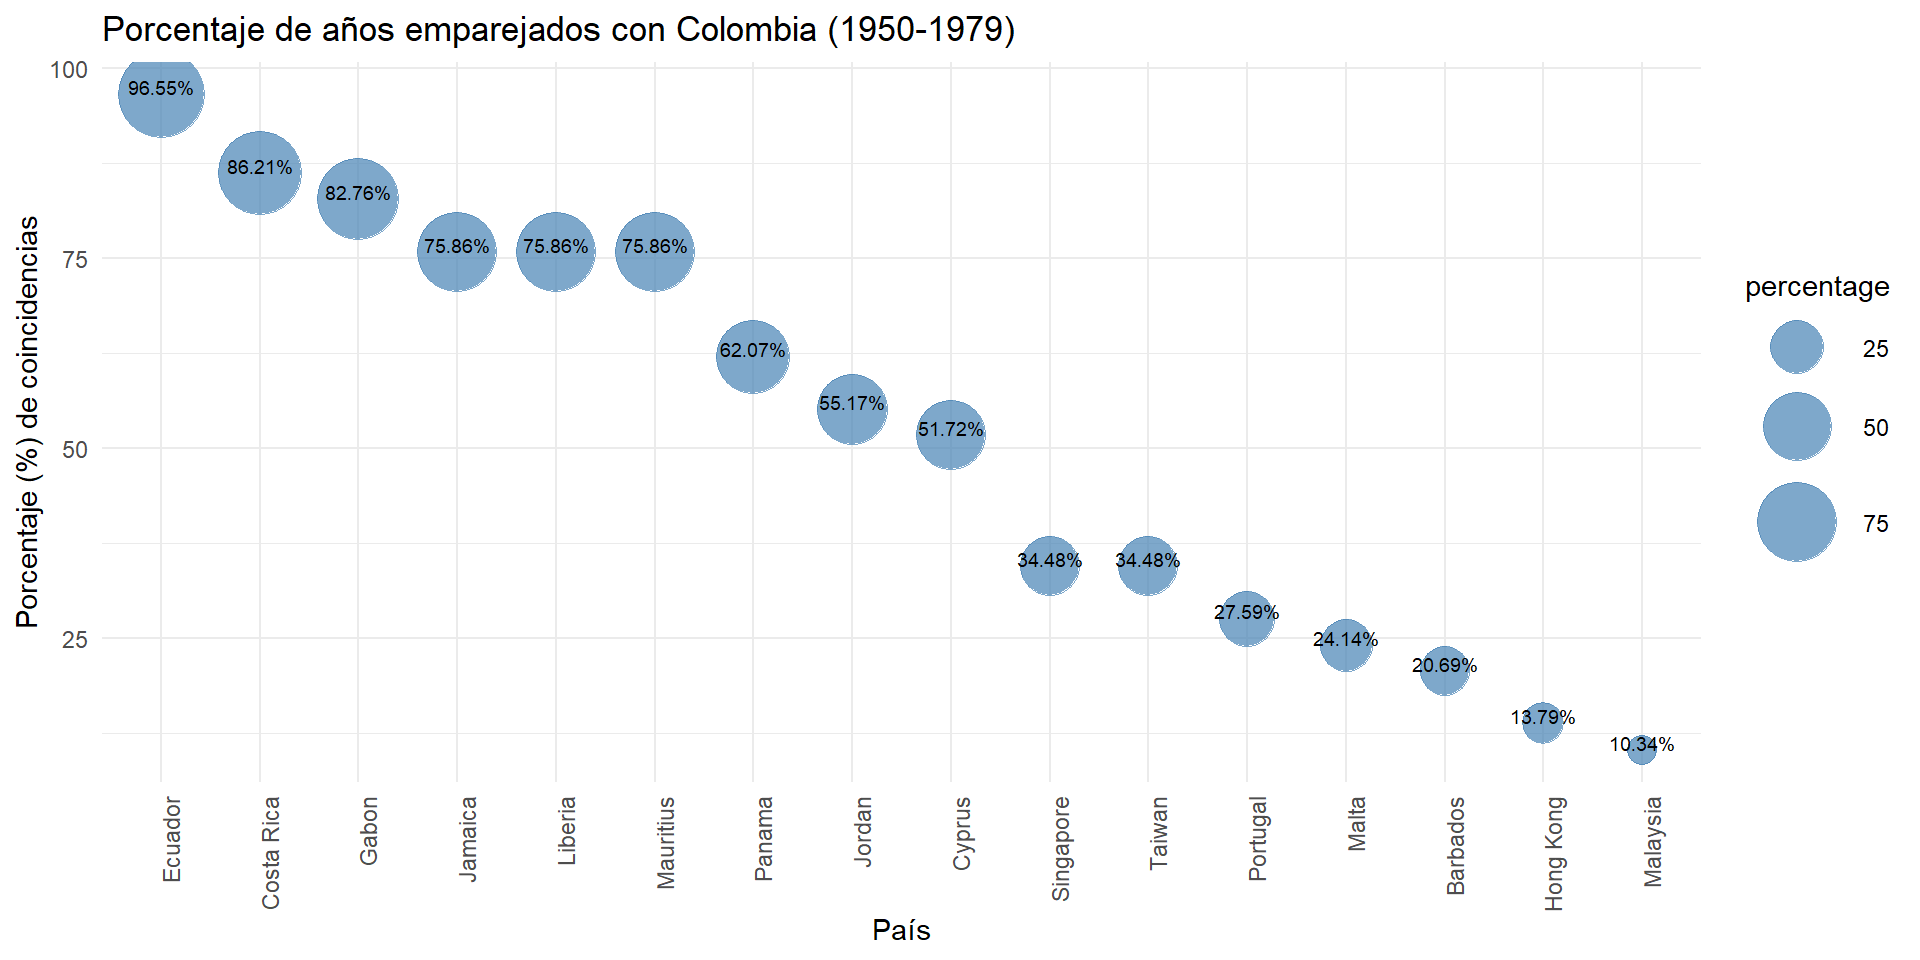 Porcentaje de años emparejados con Colombia (1950-1979)
Porcentaje (%) de coincidencias
100
75
50
25
96.55%
86.21%
82.76%
75.86%
75.86%
75.86%
62.07%
55.17%
51.72%
34.48%
34.48%
27.59%
24.14%
20.69%
13.79%
10.34%
Ecuador
Costa Rica
Gabon
Jamaica
Liberia
Mauritius
Panama
Jordan
Cyprus
Singapore
Taiwan
Portugal
Malta
Barbados
Hong Kong
Malaysia
País
percentage
25
50
75